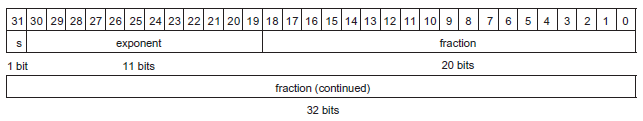 31 30 29 28 27 26 25 24 23 22 21 20 19 18 17 16 15 14 13 12 11 10 9 8 7 6 5 4 3 2 1 0
s exponent fraction
1 bit 11 bits 20 bits
fraction (continued)
32 bits